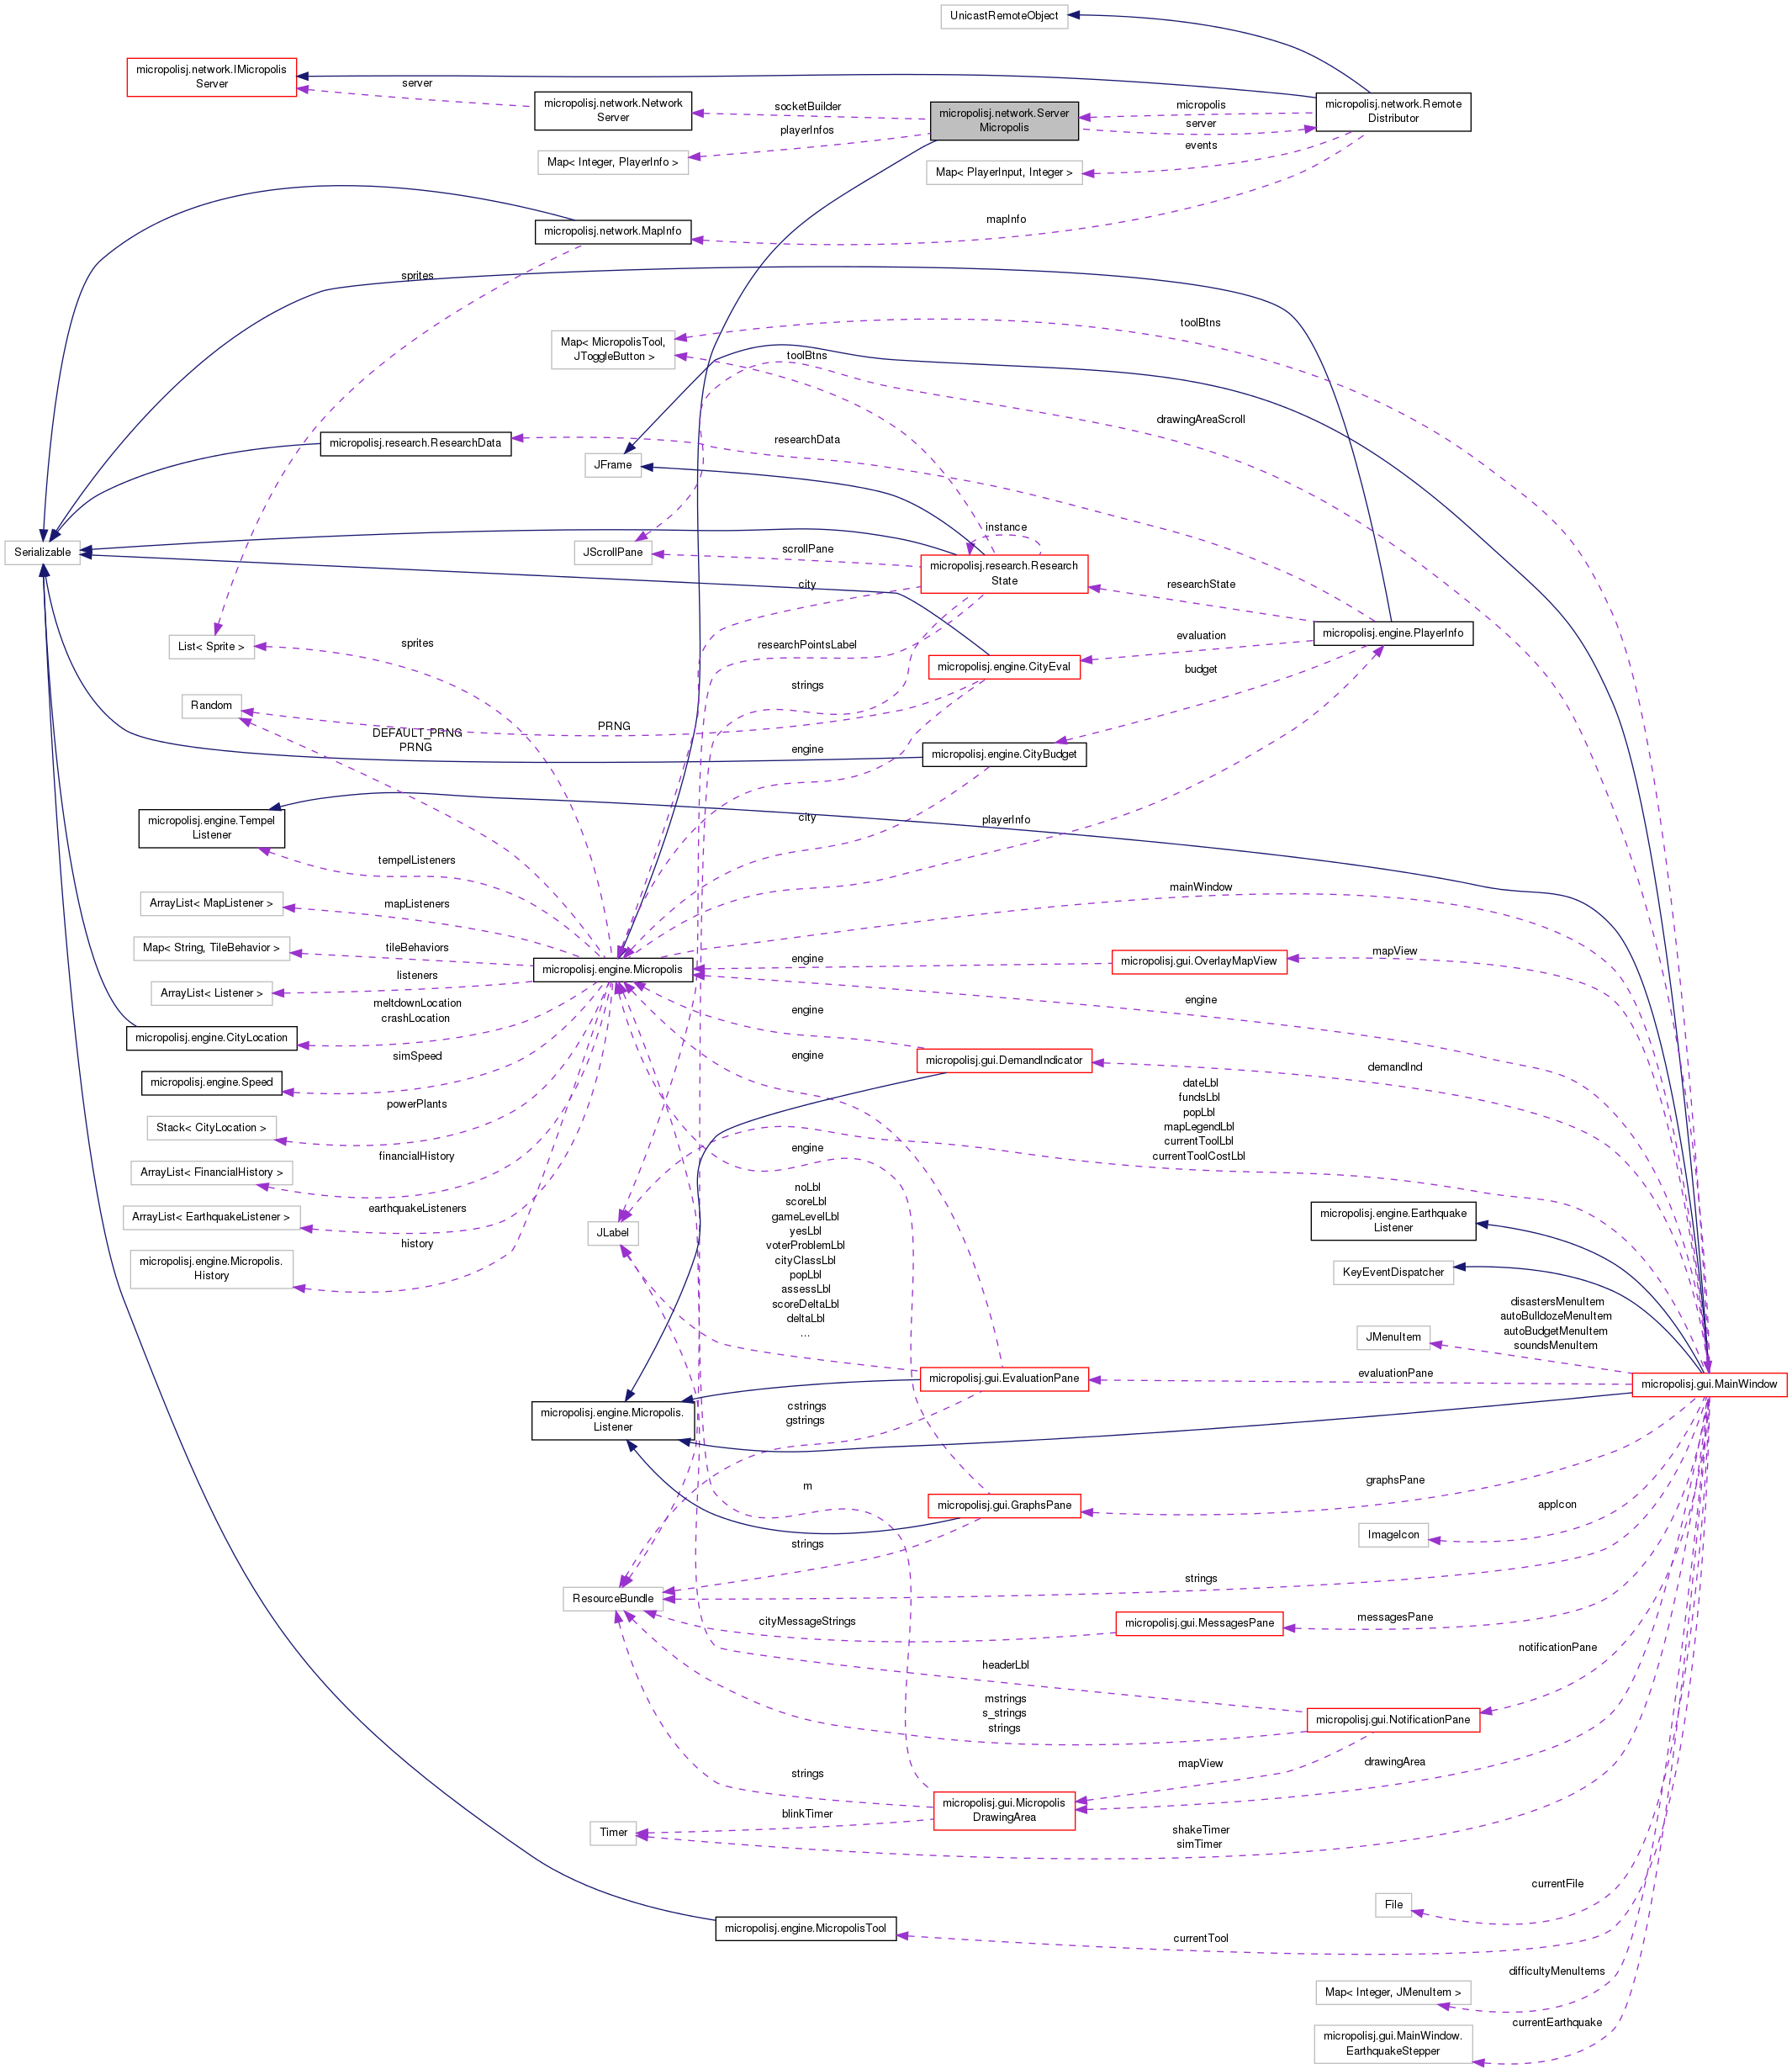 UnicastRemoteObject
micropolisj.network.IMicropolis
Server
server
micropolisj.network.Network
Server
socketBuilder
playerInfos
micropolisj.network.Server
Micropolis
micropolis
server
events
micropolisj.network.Remote
Distributor
Map< Integer, PlayerInfo >
Map< PlayerInput, Integer >
micropolisj.network.MapInfo
mapInfo
sprites
Map< MicropolisTool,
JToggleButton >
toolBtns
toolBtns
drawingAreaScroll
micropolisj.research.ResearchData
researchData
JFrame
Serializable
JScrollPane
scrollPane
instance
micropolisj.research.Research
State
city
researchState
List< Sprite >
sprites
researchPointsLabel
evaluation
micropolisj.engine.PlayerInfo
micropolisj.engine.CityEval
budget
Random
strings
DEFAULT_PRNG
PRNG
PRNG
engine
micropolisj.engine.CityBudget
micropolisj.engine.Tempel
Listener
city
playerInfo
tempelListeners
ArrayList< MapListener >
mapListeners
mainWindow
Map< String, TileBehavior >
tileBehaviors
micropolisj.engine.Micropolis
engine
micropolisj.gui.OverlayMapView
mapView
ArrayList< Listener >
listeners
engine
meltdownLocation
crashLocation
engine
micropolisj.engine.CityLocation
micropolisj.gui.DemandIndicator
simSpeed
engine
demandInd
micropolisj.engine.Speed
powerPlants
dateLbl
fundsLbl
popLbl
mapLegendLbl
currentToolLbl
currentToolCostLbl
Stack< CityLocation >
financialHistory
engine
ArrayList< FinancialHistory >
earthquakeListeners
ArrayList< EarthquakeListener >
JLabel
noLbl
scoreLbl
gameLevelLbl
yesLbl
voterProblemLbl
cityClassLbl
popLbl
assessLbl
scoreDeltaLbl
deltaLbl
...
micropolisj.engine.Earthquake
Listener
history
micropolisj.engine.Micropolis.
History
KeyEventDispatcher
disastersMenuItem
autoBulldozeMenuItem
autoBudgetMenuItem
soundsMenuItem
JMenuItem
micropolisj.gui.EvaluationPane
evaluationPane
micropolisj.gui.MainWindow
micropolisj.engine.Micropolis.
Listener
cstrings
gstrings
graphsPane
m
micropolisj.gui.GraphsPane
appIcon
ImageIcon
strings
strings
ResourceBundle
cityMessageStrings
micropolisj.gui.MessagesPane
messagesPane
headerLbl
notificationPane
mstrings
s_strings
strings
micropolisj.gui.NotificationPane
mapView
drawingArea
strings
micropolisj.gui.Micropolis
DrawingArea
blinkTimer
Timer
shakeTimer
simTimer
currentFile
File
micropolisj.engine.MicropolisTool
currentTool
difficultyMenuItems
Map< Integer, JMenuItem >
currentEarthquake
micropolisj.gui.MainWindow.
EarthquakeStepper